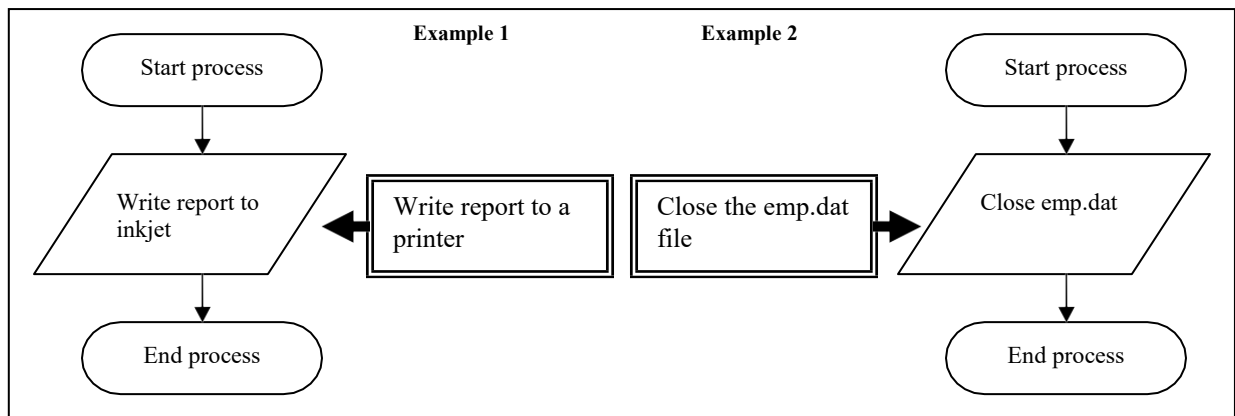 Example 1
Example 2
Start process
Write report to
inkjet
End process
Write report to a
printer
Close the emp.dat
file
Start process
Close emp.dat
End process